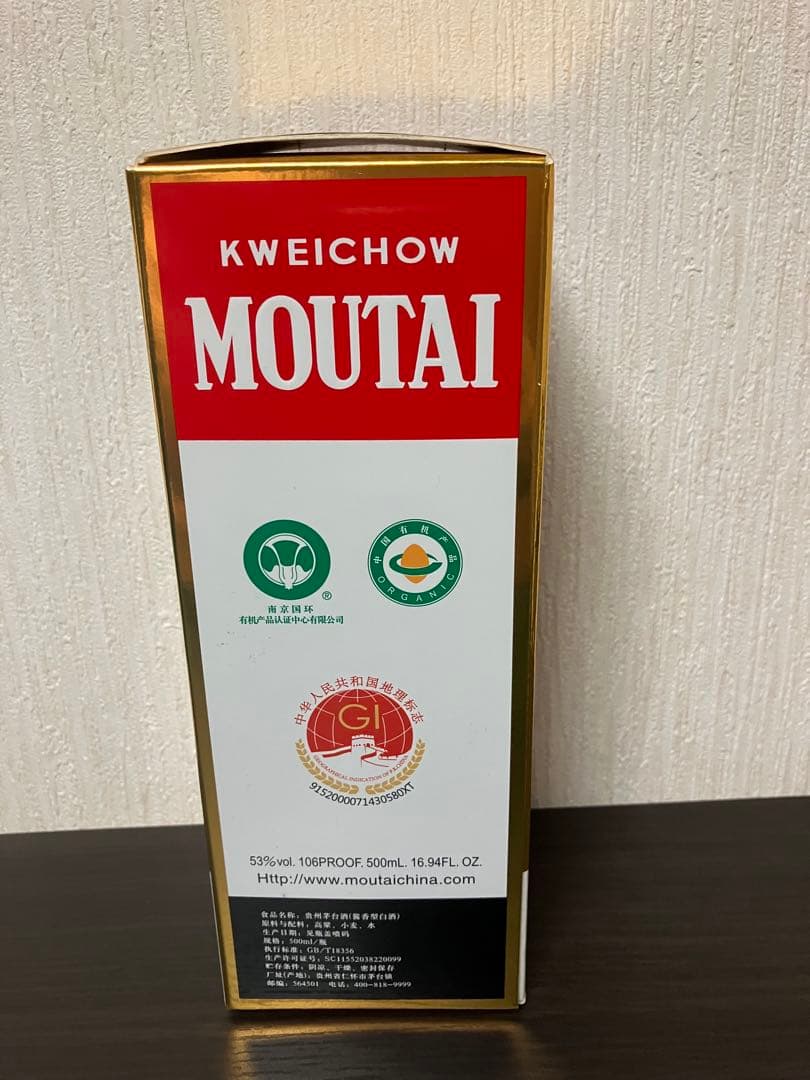 KWEICHOW
MOUTAI
®
南京国环
有机产品认证中心有限公司
中国有机产品
ORGANIC
中华人民共和国地理标志
GI
GEOGRAPHICAL INDICATION OF P.R.CHINA
9152000071430580XT
53%vol. 106PROOF. 500mL. 16.94FL. OZ.
Http://www.moutaichina.com
食品名称：贵州茅台酒(酱香型白酒)
原料与配料：高粱、小麦、水
生产日期：见瓶盖喷码
规格：500ml/瓶
执行标准：GB/T18356
生产许可证号：SC11552038220099
贮存条件：阴凉、干燥、密封保存
厂址(产地)：贵州省仁怀市茅台镇
邮编：564501 电话：400-818-9999